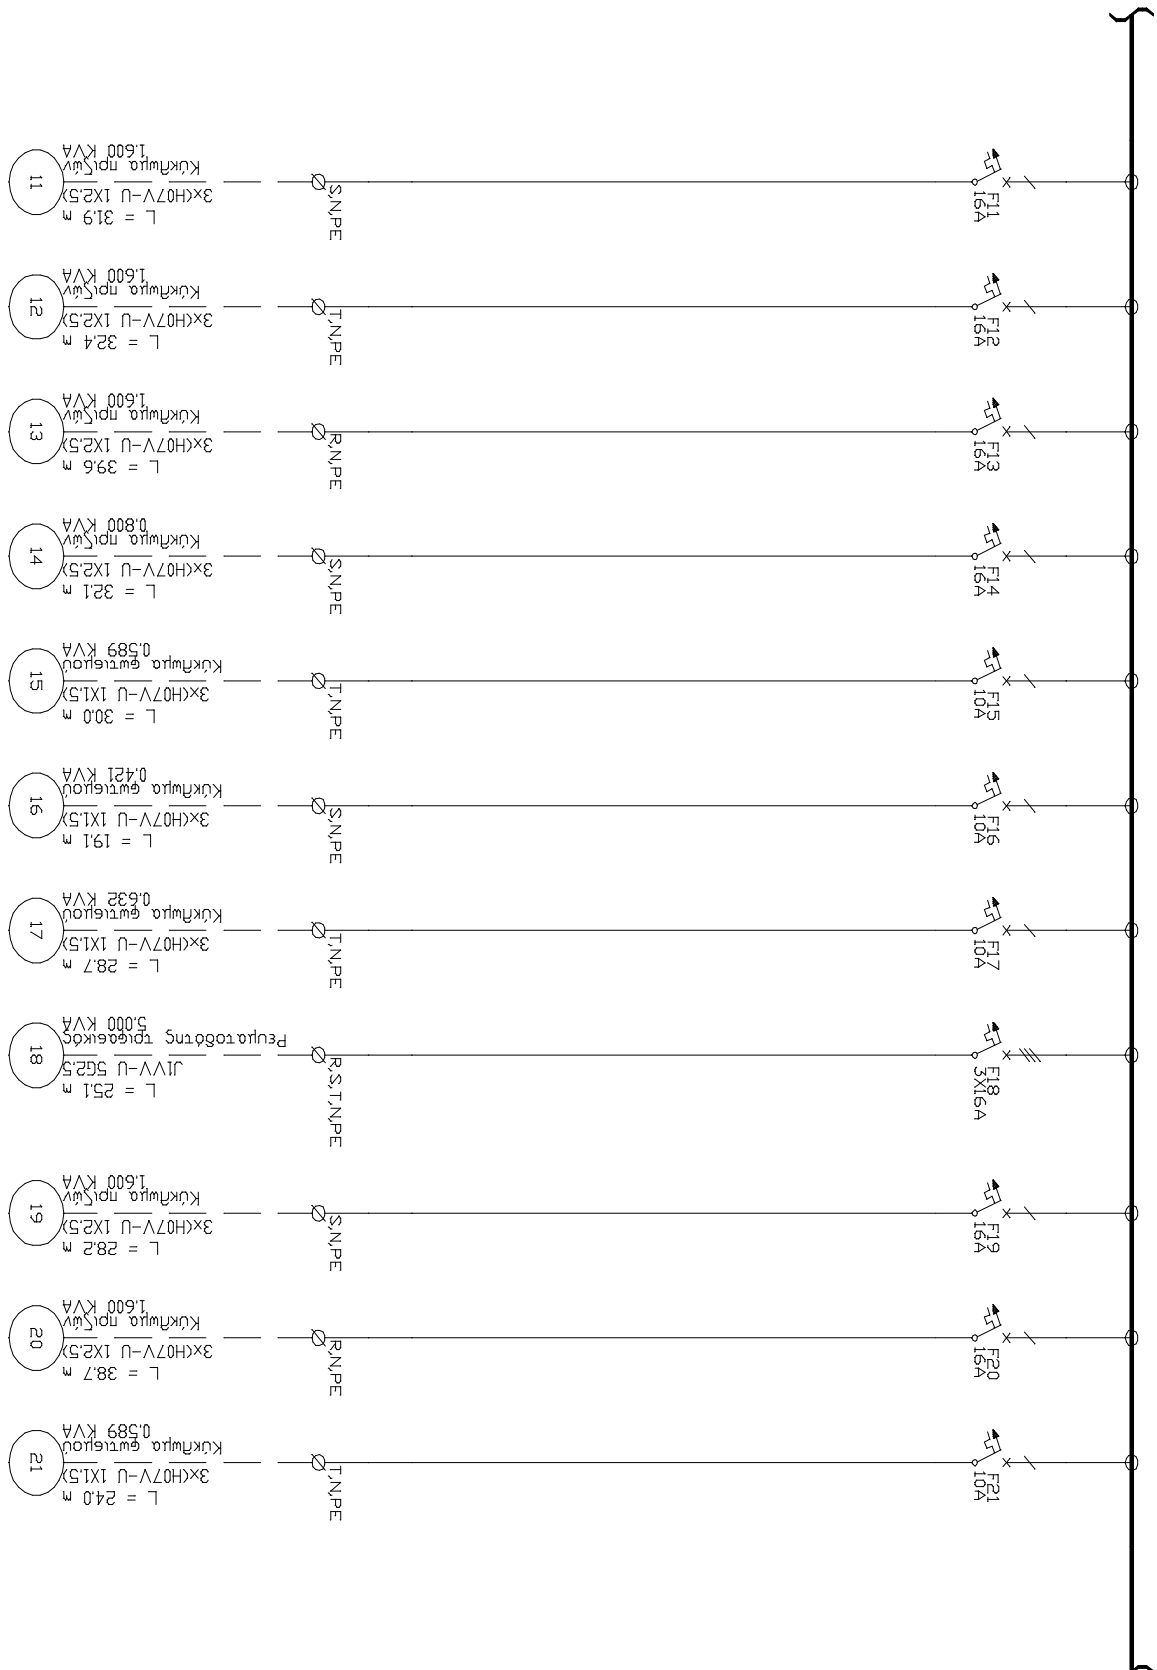 11
1.600 KVA
Κύκλωμα πριζών
3x(H07V-U 1X2.5)
L = 31.9 m
S,N,PE
F11
16A
12
1.600 KVA
Κύκλωμα πριζών
3x(H07V-U 1X2.5)
L = 32.4 m
T,N,PE
F12
16A
13
1.600 KVA
Κύκλωμα πριζών
3x(H07V-U 1X2.5)
L = 39.6 m
R,N,PE
F13
16A
14
0.800 KVA
Κύκλωμα πριζών
3x(H07V-U 1X2.5)
L = 32.1 m
S,N,PE
F14
16A
15
0.589 KVA
Κύκλωμα φωτισμού
3x(H07V-U 1X1.5)
L = 30.0 m
T,N,PE
F15
10A
16
0.421 KVA
Κύκλωμα φωτισμού
3x(H07V-U 1X1.5)
L = 19.1 m
S,N,PE
F16
10A
17
0.632 KVA
Κύκλωμα φωτισμού
3x(H07V-U 1X1.5)
L = 28.7 m
T,N,PE
F17
10A
18
5.000 KVA
Ρευματοδότης τριφασικός
J1VV-U 5G2.5
L = 25.1 m
R,S,T,N,PE
F18
3X16A
19
1.600 KVA
Κύκλωμα πριζών
3x(H07V-U 1X2.5)
L = 28.2 m
S,N,PE
F19
16A
20
1.600 KVA
Κύκλωμα πριζών
3x(H07V-U 1X2.5)
L = 38.7 m
R,N,PE
F20
16A
21
0.589 KVA
Κύκλωμα φωτισμού
3x(H07V-U 1X1.5)
L = 24.0 m
T,N,PE
F21
10A